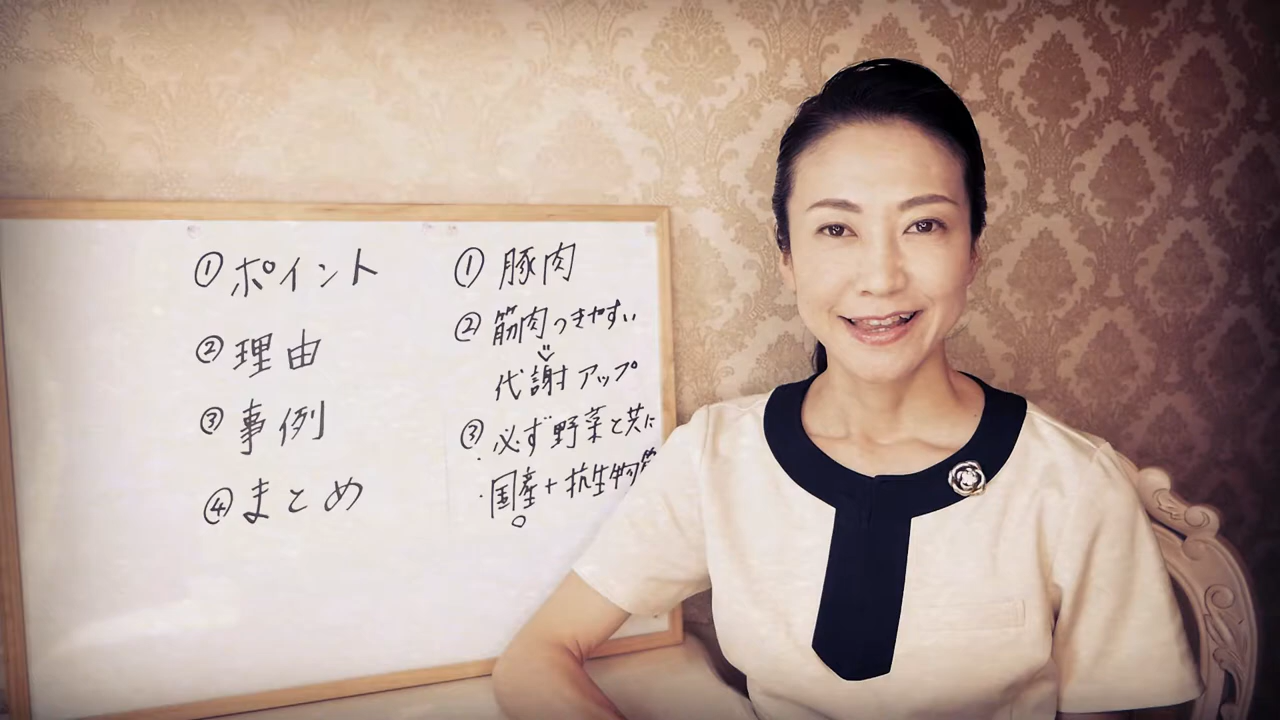 ① ポイント
② 理由
③ 事例
④ まとめ
① 豚肉
② 筋肉つきやすい
代謝アップ
③ 必ず野菜と共に
・国産+抗生物質